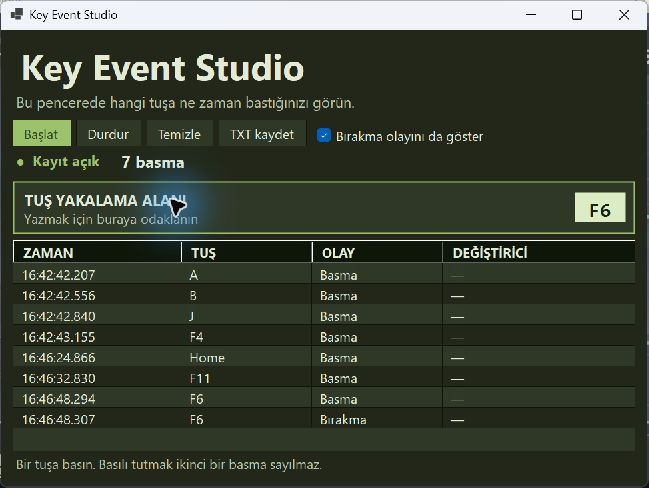 Key Event Studio
Key Event Studio
Bu pencerede hangi tuşa ne zaman bastığınızı görün.
Başlat Durdur Temizle TXT kaydet Bırakma olayını da göster
Kayıt açık 7 basma
TUŞ YAKALAMA ALANI
Yazmak için buraya odaklanın
F6
ZAMAN TUŞ OLAY DEĞİŞTİRİCİ
16:42:42.207 A Basma —
16:42:42.556 B Basma —
16:42:42.840 J Basma —
16:42:43.155 F4 Basma —
16:46:24.866 Home Basma —
16:46:32.830 F11 Basma —
16:46:48.294 F6 Basma —
16:46:48.307 F6 Bırakma —
Bir tuşa basın. Basılı tutmak ikinci bir basma sayılmaz.